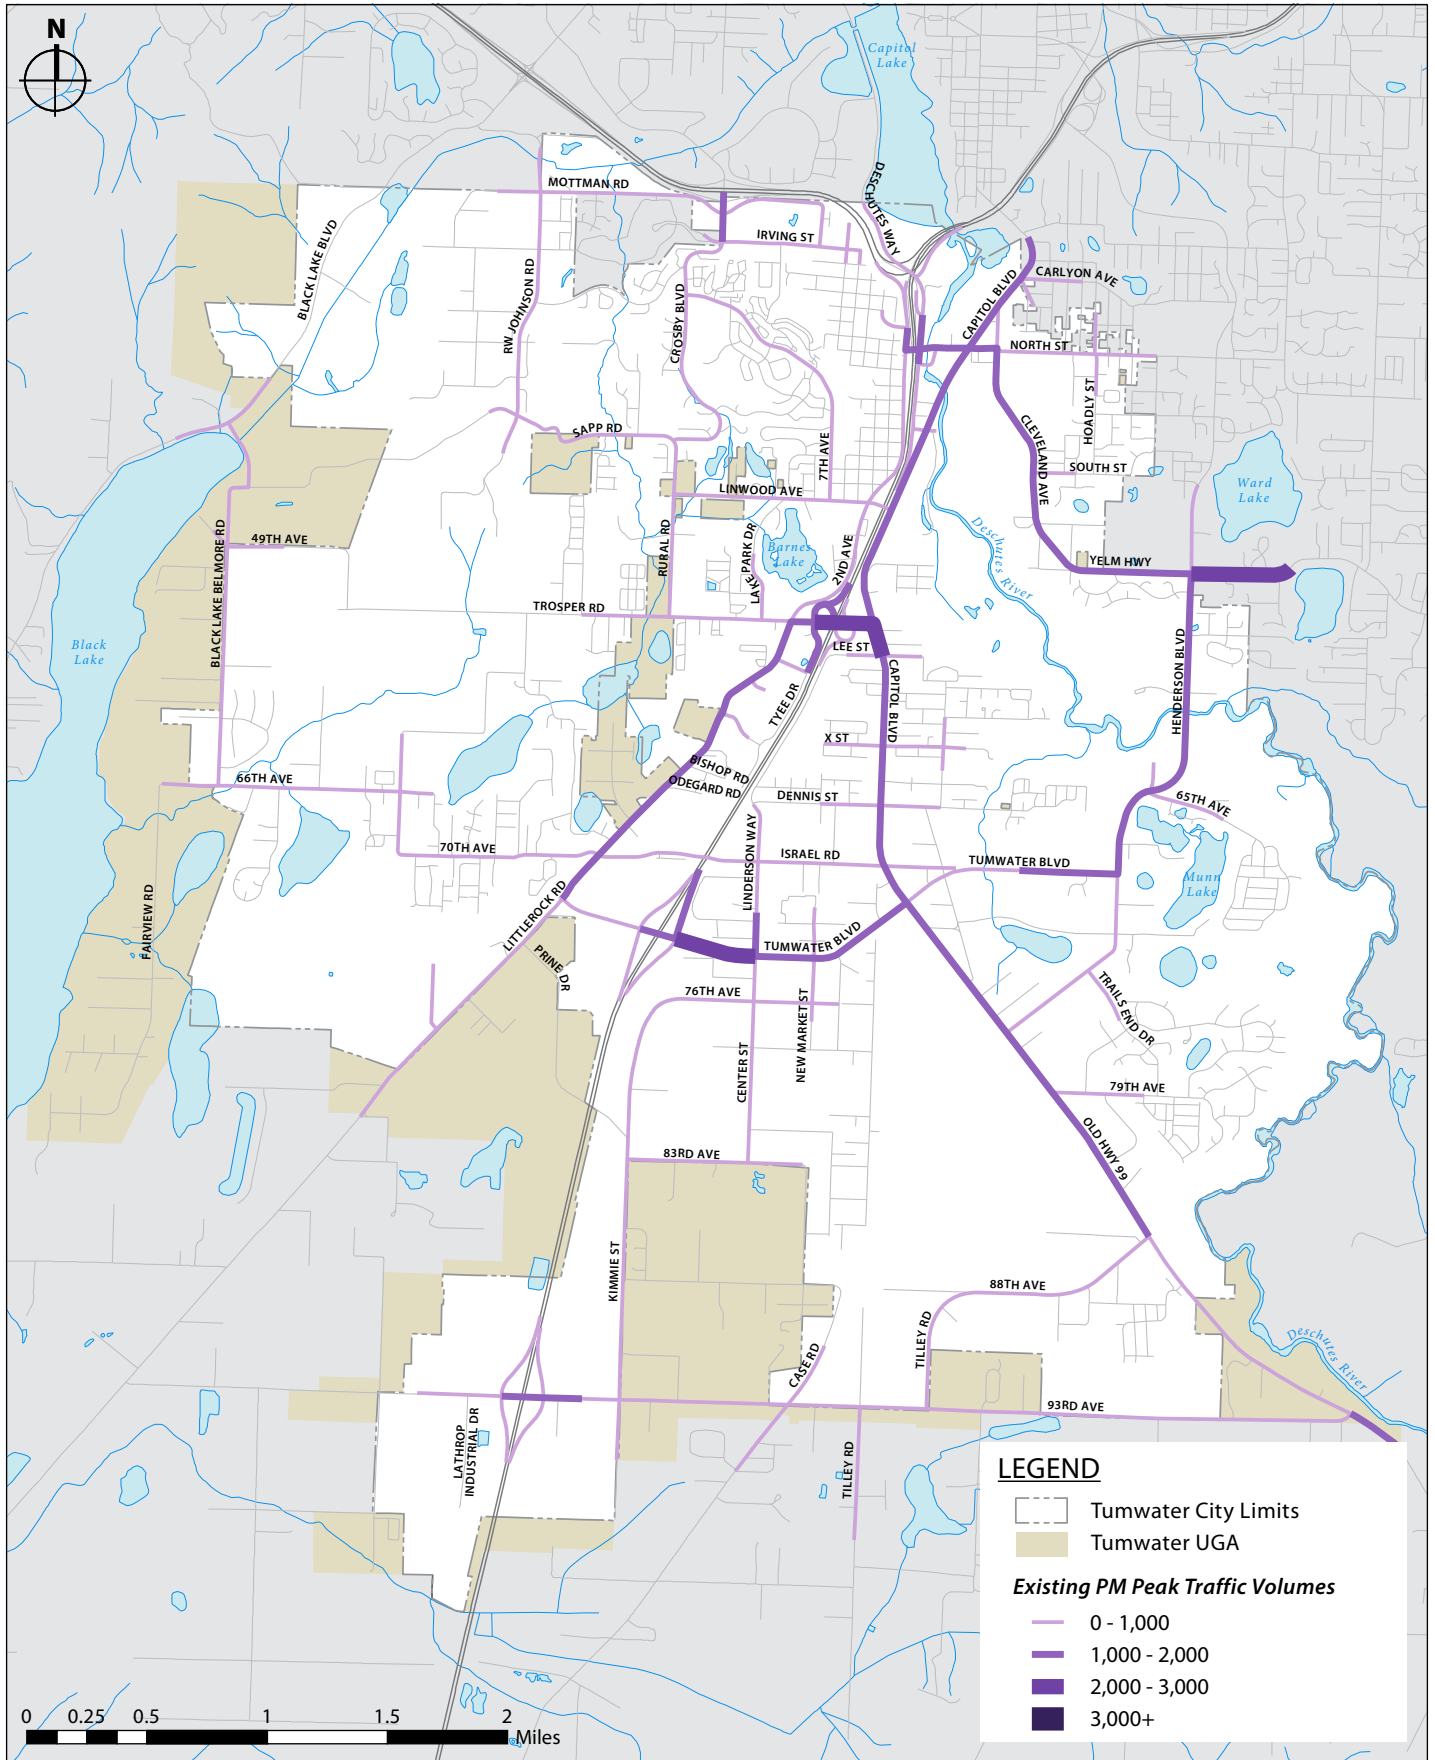 N
Capitol
Lake
DESCHUTES WAY
MOTTMAN RD
BLACK LAKE BLVD
IRVING ST
CARLYON AVE
CAPITOL BLVD
RW JOHNSON RD
CROSBY BLVD
NORTH ST
HOADLY ST
CLEVELAND AVE
SAPP RD
7TH AVE
SOUTH ST
LINWOOD AVE
Ward
Lake
BLACK LAKE BELMORE RD
49TH AVE
RURAL RD
LAKE PARK DR
Barnes
Lake
2ND AVE
Deschutes River
YELM HWY
TROSPER RD
Black
Lake
LEE ST
CAPITOL BLVD
HENDERSON BLVD
TYEE DR
X ST
BISHOP RD
ODEGARD RD
66TH AVE
DENNIS ST
65TH AVE
70TH AVE
LINDERSON WAY
ISRAEL RD
TUMWATER BLVD
Munn
Lake
FAIRVIEW RD
LITTLEROCK RD
PRINE DR
TUMWATER BLVD
76TH AVE
NEW MARKET ST
TRAILS END DR
CENTER ST
79TH AVE
OLD HWY 99
83RD AVE
KIMMIE ST
88TH AVE
TILLEY RD
CASE RD
Deschutes
River
93RD AVE
LATHROP
INDUSTRIAL DR
TILLEY RD
LEGEND
Tumwater City Limits
Tumwater UGA
Existing PM Peak Traffic Volumes
0 - 1,000
1,000 - 2,000
2,000 - 3,000
3,000+
0 0.25 0.5 1 1.5 2
Miles